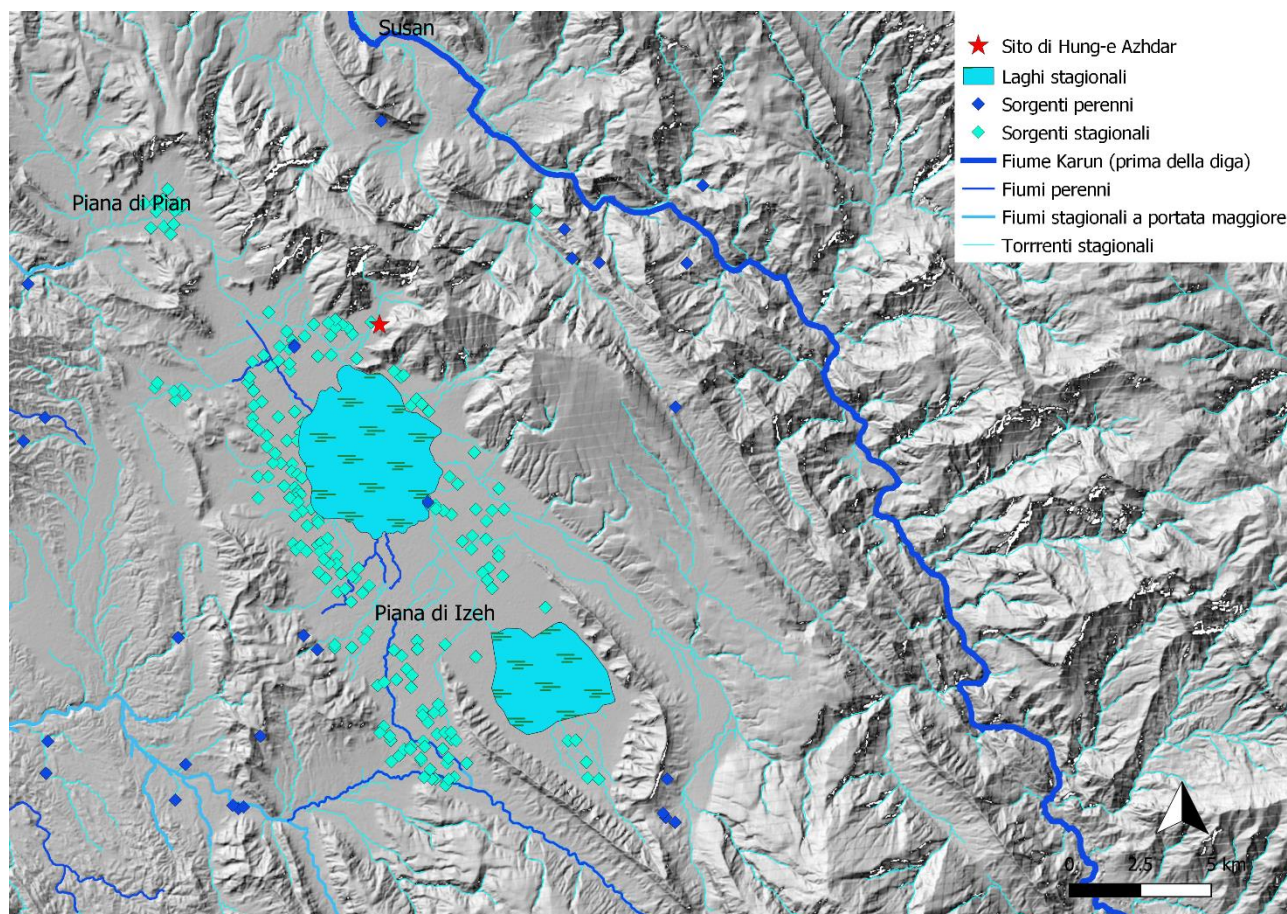 Susan
Sito di Hung-e Azhdar
Laghi stagionali
Sorgenti perenni
Sorgenti stagionali
Fiume Karun (prima della diga)
Fiumi perenni
Fiumi stagionali a portata maggiore
Torrrenti stagionali
Piana di Pian
Piana di Izeh
0 2.5 5 km